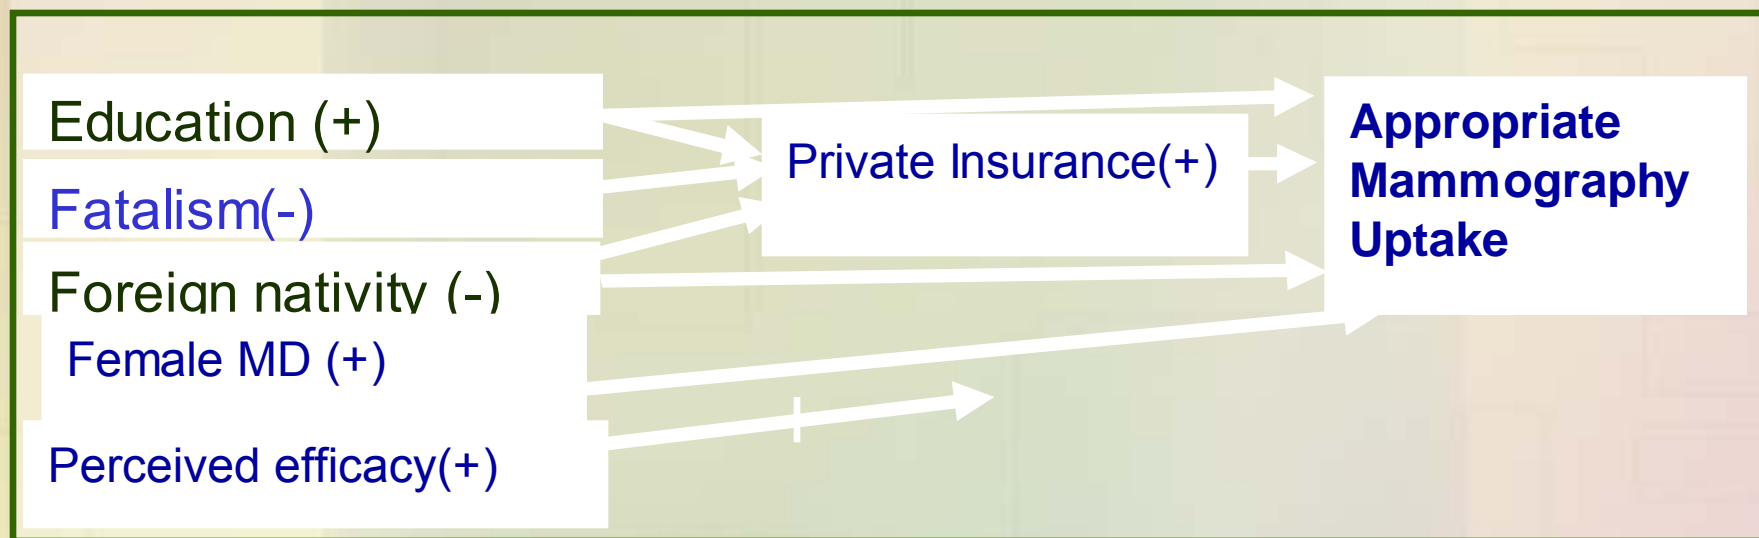 Education (+)
Fatalism(-)
Foreign nativity (-)
Female MD (+)
Perceived efficacy(+)
Private Insurance(+)
Appropriate
Mammography
Uptake